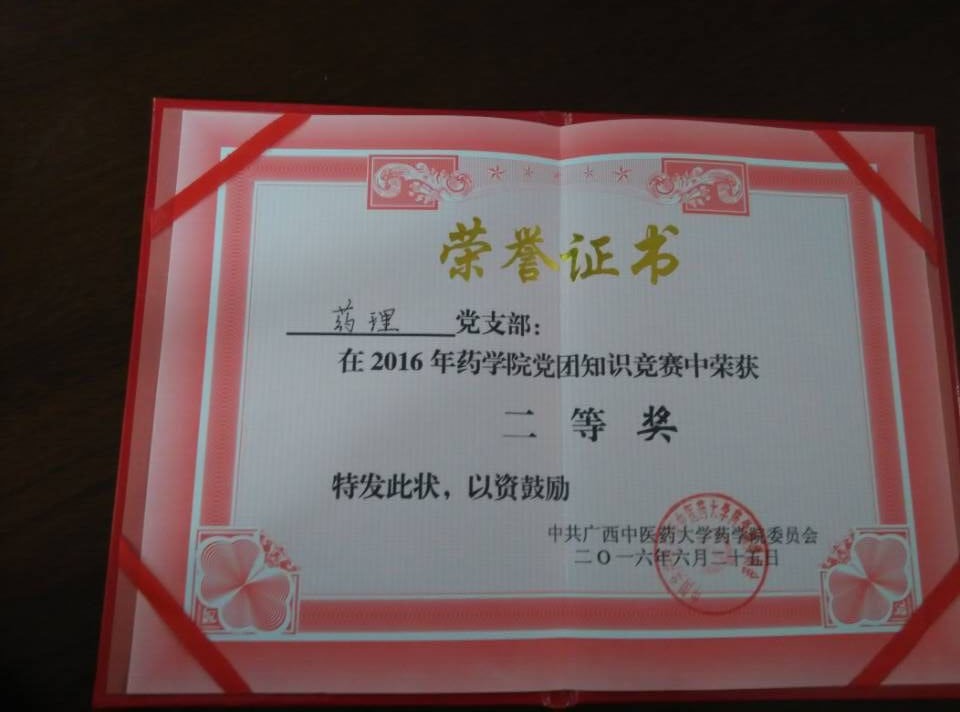 荣誉证书
药理党支部：
在2016年药学院党团知识竞赛中荣获
二等奖
特发此状，以资鼓励
中共广西中医药大学药学院委员会
二O一六年六月二十五日